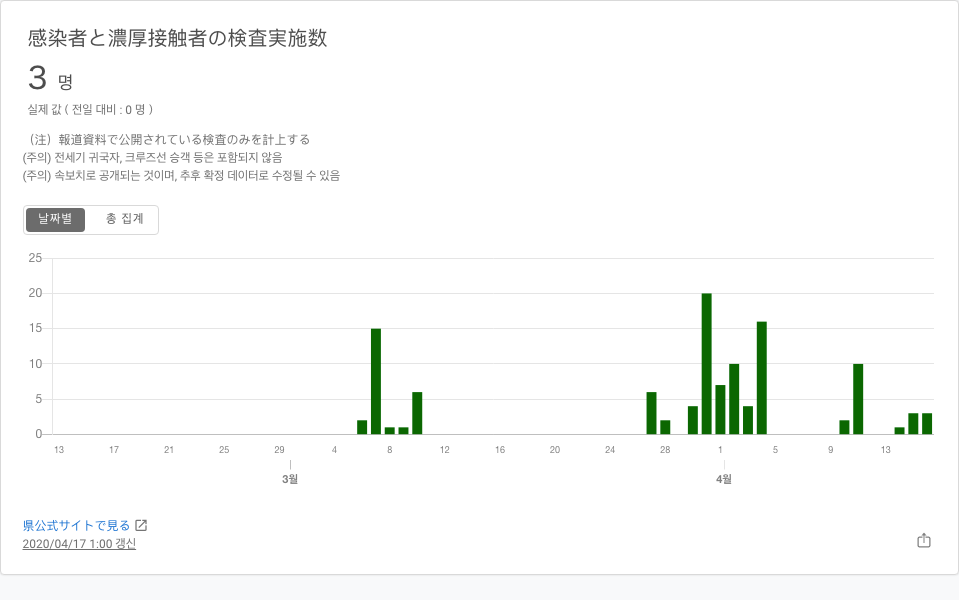 感染者と濃厚接触者の検査実施数
3 명
실제 값 ( 전일 대비 : 0 명 )
（注）報道資料で公開されている検査のみを計上する
(주의) 전세기 귀국자, 크루즈선 승객 등은 포함되지 않음
(주의) 속보치로 공개되는 것이며, 추후 확정 데이터로 수정될 수 있음
날짜별 총 집계
25
20
15
10
5
0
13 17 21 25 29 4 8 12 16 20 24 28 1 5 9 13
3월 4월
県公式サイトで見る
2020/04/17 1:00 갱신